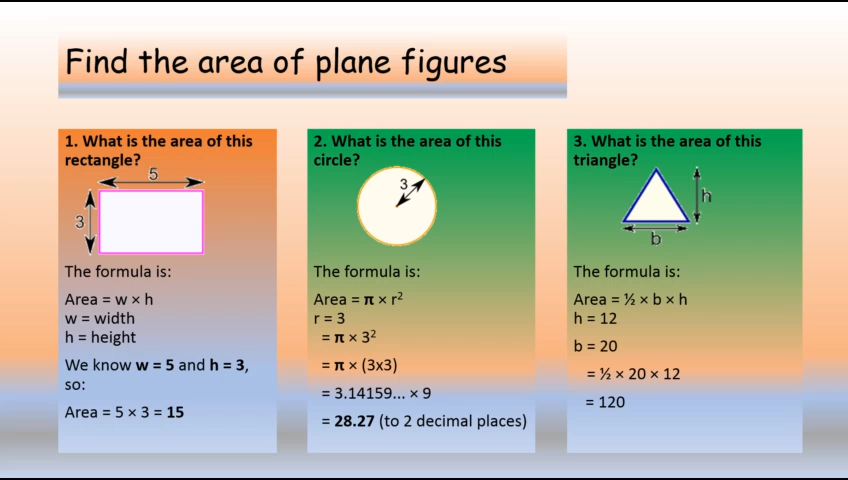 Find the area of plane figures
1. What is the area of this
rectangle?
5
3
The formula is:
Area = w × h
w = width
h = height
We know w = 5 and h = 3,
so:
Area = 5 × 3 = 15
2. What is the area of this
circle?
3
The formula is:
Area = π × r²
r = 3
= π × 3²
= π × (3x3)
= 3.14159... × 9
= 28.27 (to 2 decimal places)
3. What is the area of this
triangle?
h
b
The formula is:
Area = ½ × b × h
h = 12
b = 20
= ½ × 20 × 12
= 120